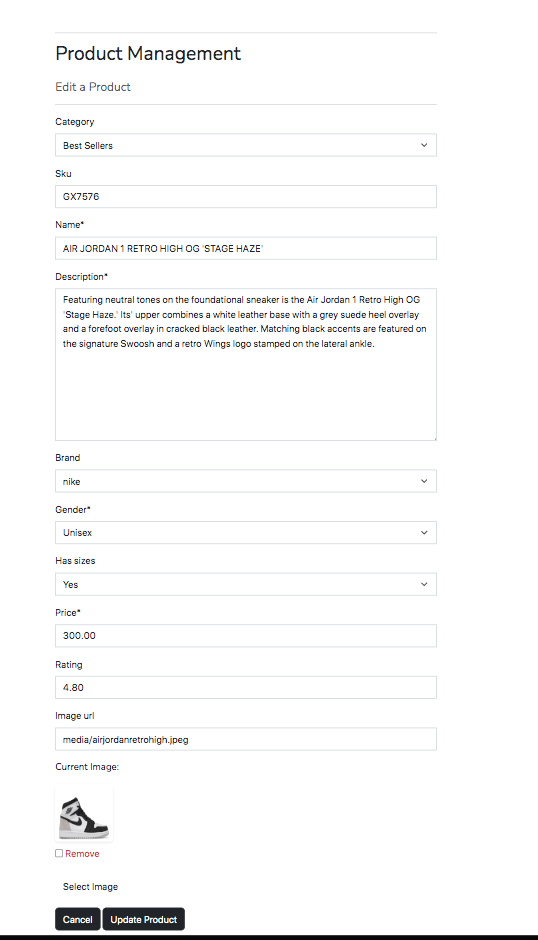 Product Management
Edit a Product
Category
Best Sellers
Sku
GX7576
Name*
AIR JORDAN 1 RETRO HIGH OG 'STAGE HAZE'
Description*
Featuring neutral tones on the foundational sneaker is the Air Jordan 1 Retro High OG
'Stage Haze.' Its' upper combines a white leather base with a grey suede heel overlay
and a forefoot overlay in cracked black leather. Matching black accents are featured on
the signature Swoosh and a retro Wings logo stamped on the lateral ankle.
Brand
nike
Gender*
Unisex
Has sizes
Yes
Price*
300.00
Rating
4.80
Image url
media/airjordanretrohigh.jpeg
Current Image:
Remove
Select Image
Cancel Update Product